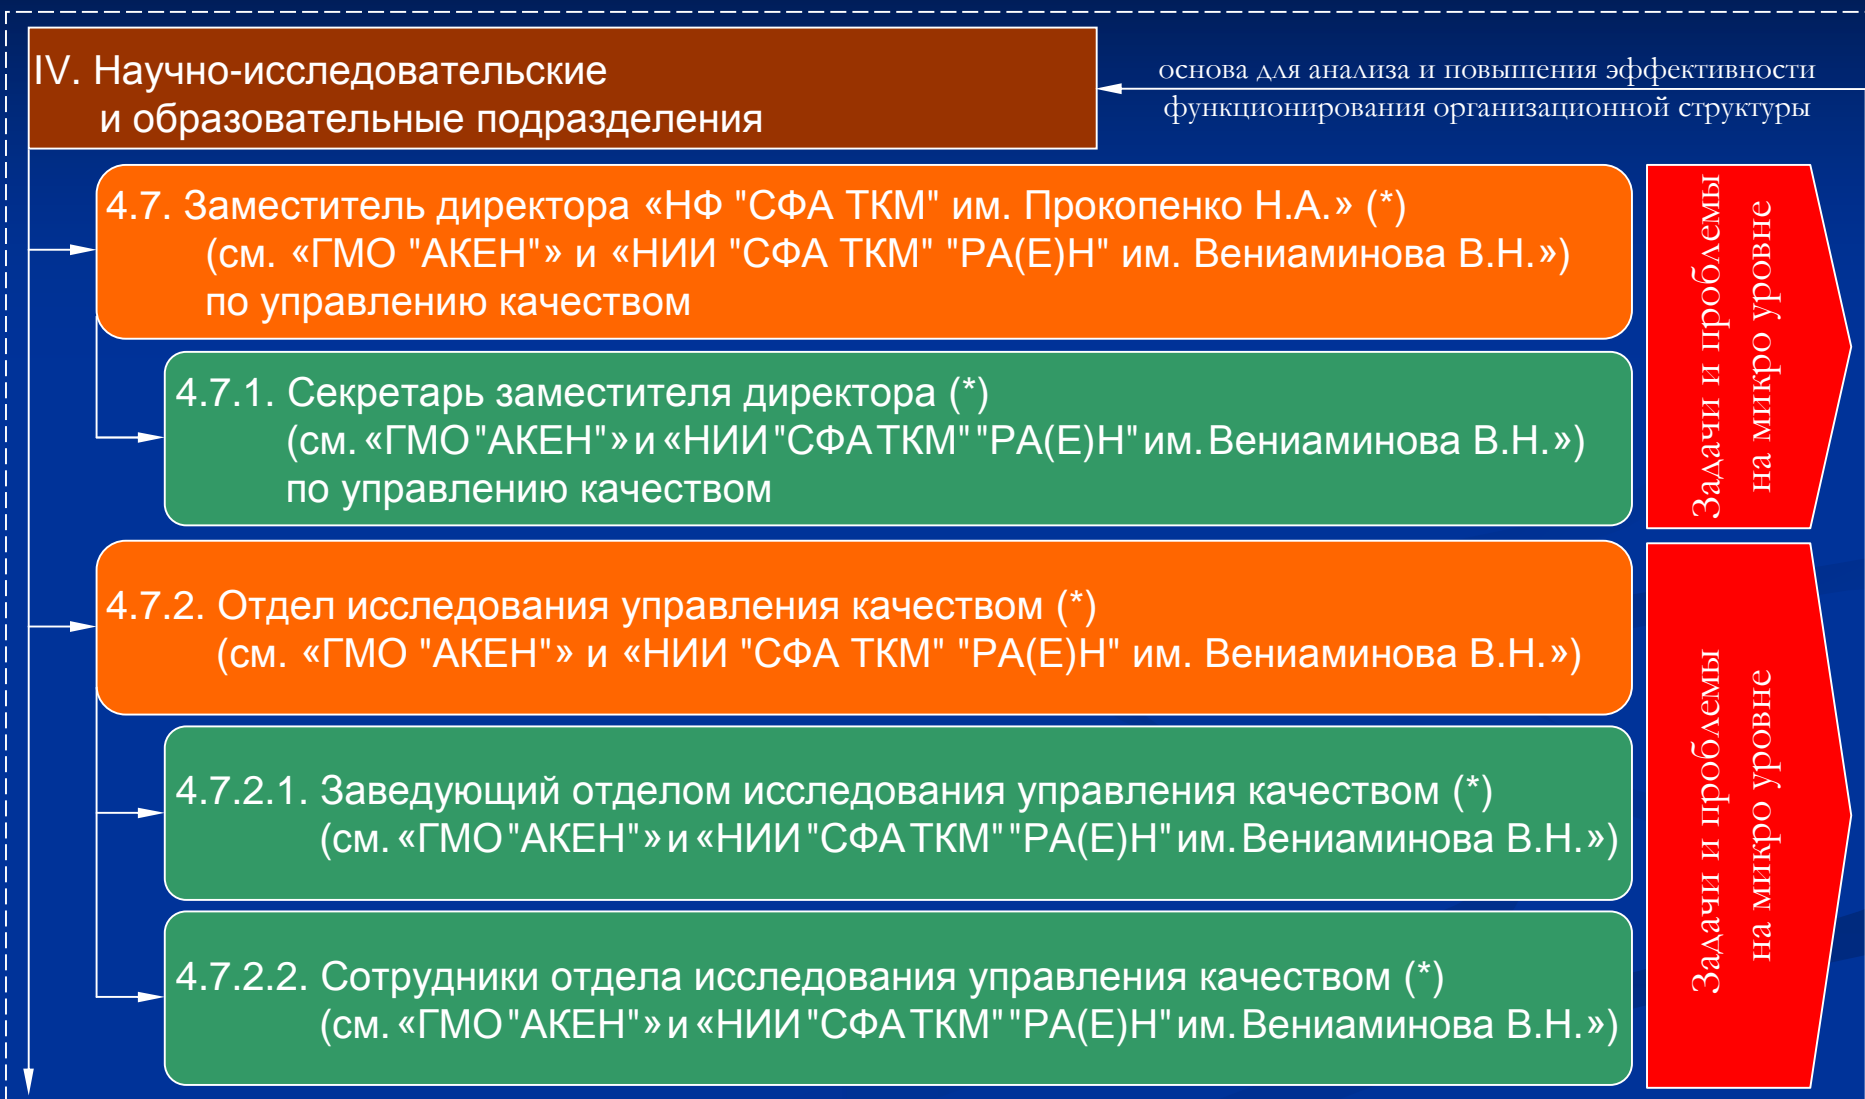 IV. Научно-исследовательские
и образовательные подразделения
основа для анализа и повышения эффективности
функционирования организационной структуры
4.7. Заместитель директора «НФ "СФА ТКМ" им. Прокопенко Н.А.» (*)
(см. «ГМО "АКЕН"» и «НИИ "СФА ТКМ" "РА(Е)Н" им. Вениаминова В.Н.»)
по управлению качеством
4.7.1. Секретарь заместителя директора (*)
(см. «ГМО "АКЕН"» и «НИИ "СФА ТКМ" "РА(Е)Н" им. Вениаминова В.Н.»)
по управлению качеством
Задачи и проблемы
на микро уровне
4.7.2. Отдел исследования управления качеством (*)
(см. «ГМО "АКЕН"» и «НИИ "СФА ТКМ" "РА(Е)Н" им. Вениаминова В.Н.»)
4.7.2.1. Заведующий отделом исследования управления качеством (*)
(см. «ГМО "АКЕН"» и «НИИ "СФА ТКМ" "РА(Е)Н" им. Вениаминова В.Н.»)
4.7.2.2. Сотрудники отдела исследования управления качеством (*)
(см. «ГМО "АКЕН"» и «НИИ "СФА ТКМ" "РА(Е)Н" им. Вениаминова В.Н.»)
Задачи и проблемы
на микро уровне